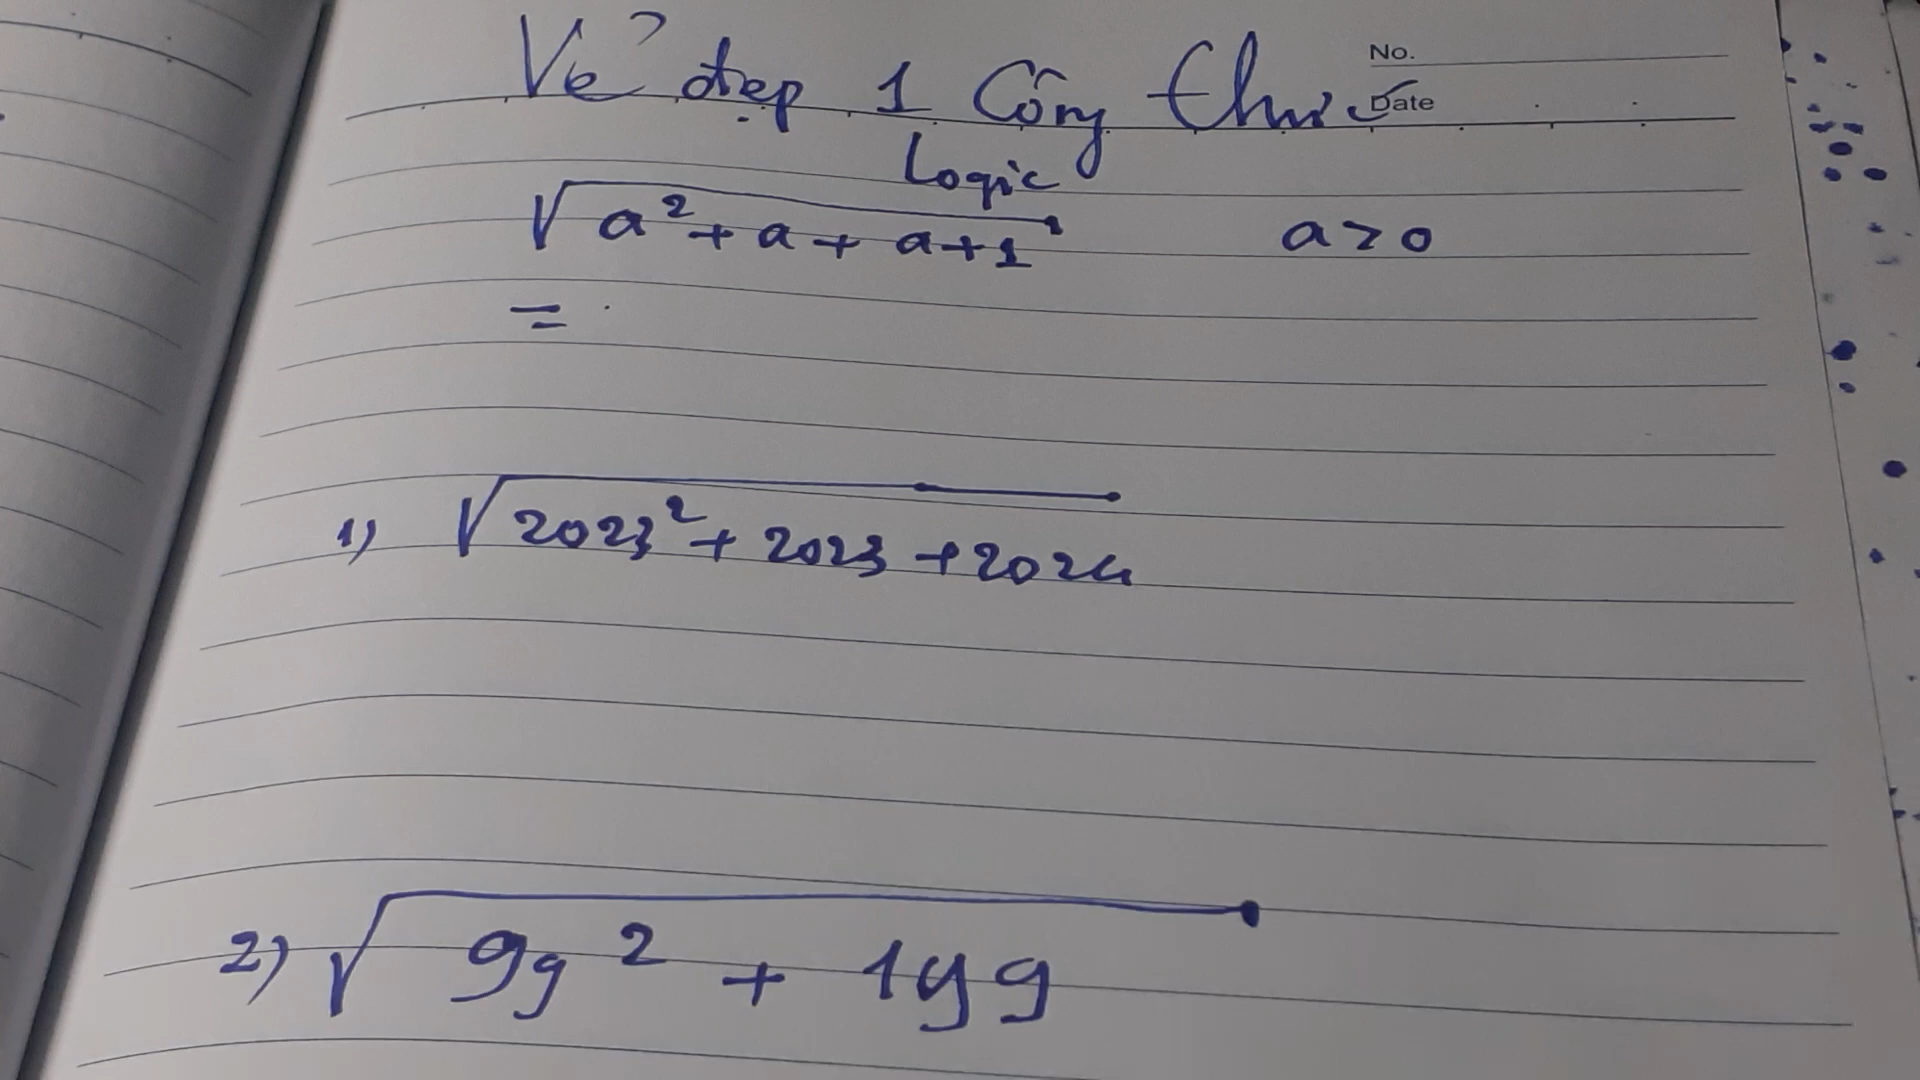 Vẻ đẹp 1 Công thức
No.
Date
Logic
√a² + a + a+1 a>0
=
1) √2023² + 2023 + 2024
2) √99² + 199